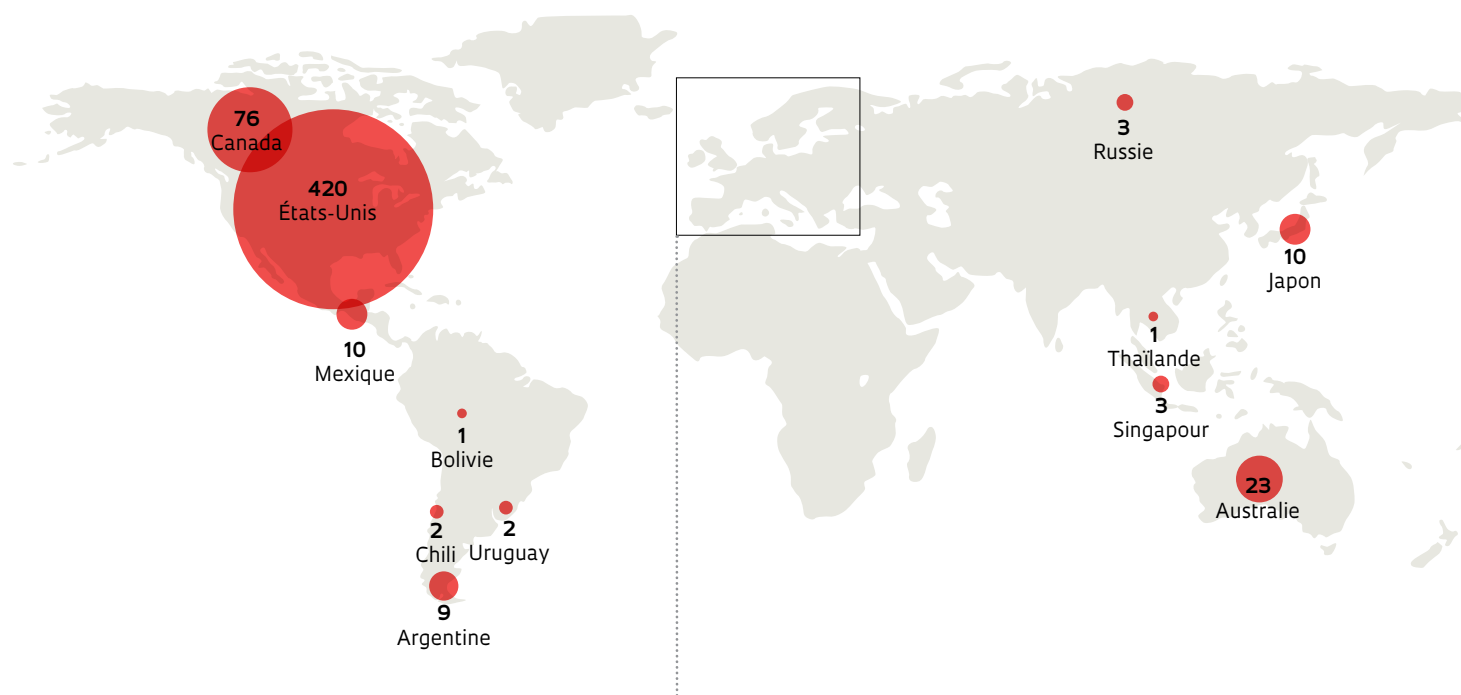 76
Canada
420
États-Unis
10
Mexique
1
Bolivie
2
Chili
2
Uruguay
9
Argentine
3
Russie
10
Japon
1
Thaïlande
3
Singapour
23
Australie